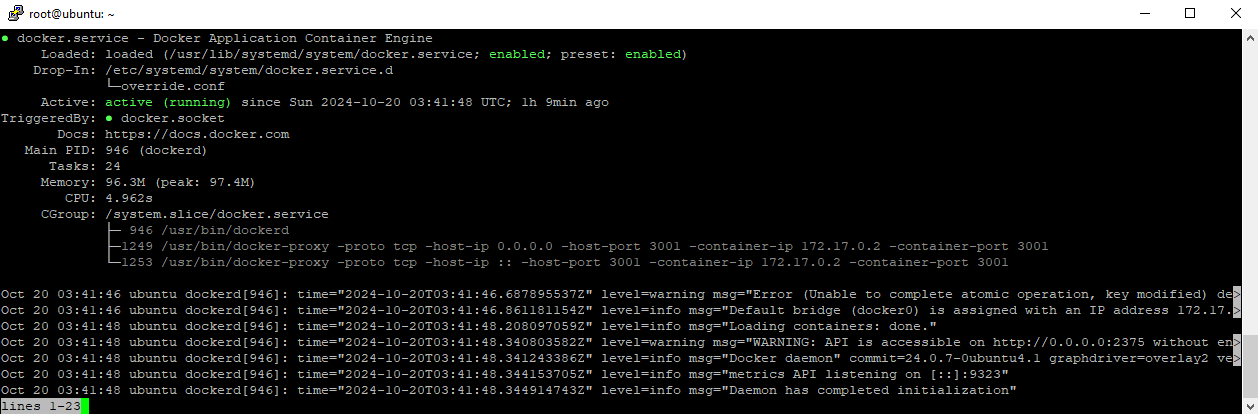 root@ubuntu: ~
● docker.service - Docker Application Container Engine
Loaded: loaded (/usr/lib/systemd/system/docker.service; enabled; preset: enabled)
Drop-In: /etc/systemd/system/docker.service.d
└─override.conf
Active: active (running) since Sun 2024-10-20 03:41:48 UTC; 1h 9min ago
TriggeredBy: ● docker.socket
Docs: https://docs.docker.com
Main PID: 946 (dockerd)
Tasks: 24
Memory: 96.3M (peak: 97.4M)
CPU: 4.962s
CGroup: /system.slice/docker.service
├─ 946 /usr/bin/dockerd
├─1249 /usr/bin/docker-proxy -proto tcp -host-ip 0.0.0.0 -host-port 3001 -container-ip 172.17.0.2 -container-port 3001
└─1253 /usr/bin/docker-proxy -proto tcp -host-ip :: -host-port 3001 -container-ip 172.17.0.2 -container-port 3001
Oct 20 03:41:46 ubuntu dockerd[946]: time="2024-10-20T03:41:46.687895537Z" level=warning msg="Error (Unable to complete atomic operation, key modified) de>
Oct 20 03:41:46 ubuntu dockerd[946]: time="2024-10-20T03:41:46.861181154Z" level=info msg="Default bridge (docker0) is assigned with an IP address 172.17.>
Oct 20 03:41:48 ubuntu dockerd[946]: time="2024-10-20T03:41:48.208097059Z" level=info msg="Loading containers: done."
Oct 20 03:41:48 ubuntu dockerd[946]: time="2024-10-20T03:41:48.340803582Z" level=warning msg="WARNING: API is accessible on http://0.0.0.0:2375 without en>
Oct 20 03:41:48 ubuntu dockerd[946]: time="2024-10-20T03:41:48.341243386Z" level=info msg="Docker daemon" commit=24.0.7-0ubuntu4.1 graphdriver=overlay2 ve>
Oct 20 03:41:48 ubuntu dockerd[946]: time="2024-10-20T03:41:48.344153705Z" level=info msg="metrics API listening on [::]:9323"
Oct 20 03:41:48 ubuntu dockerd[946]: time="2024-10-20T03:41:48.344914743Z" level=info msg="Daemon has completed initialization"
lines 1-23